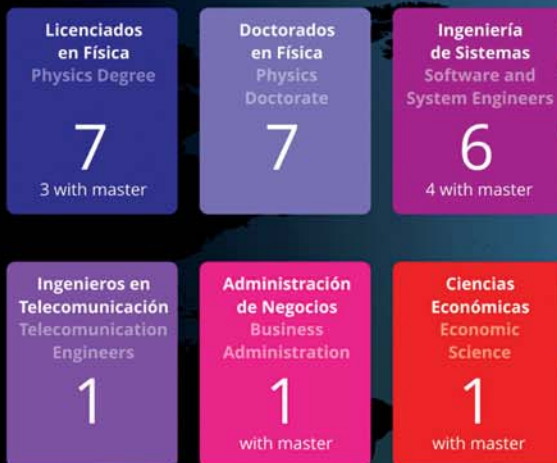 Licenciados
en Física
Physics Degree
7
3 with master
Doctorados
en Física
Physics
Doctorate
7
Ingeniería
de Sistemas
Software and
System Engineers
6
4 with master
Ingenieros en
Telecomunicación
Telecomunication
Engineers
1
Administración
de Negocios
Business
Administration
1
with master
Ciencias
Económicas
Economic
Science
1
with master